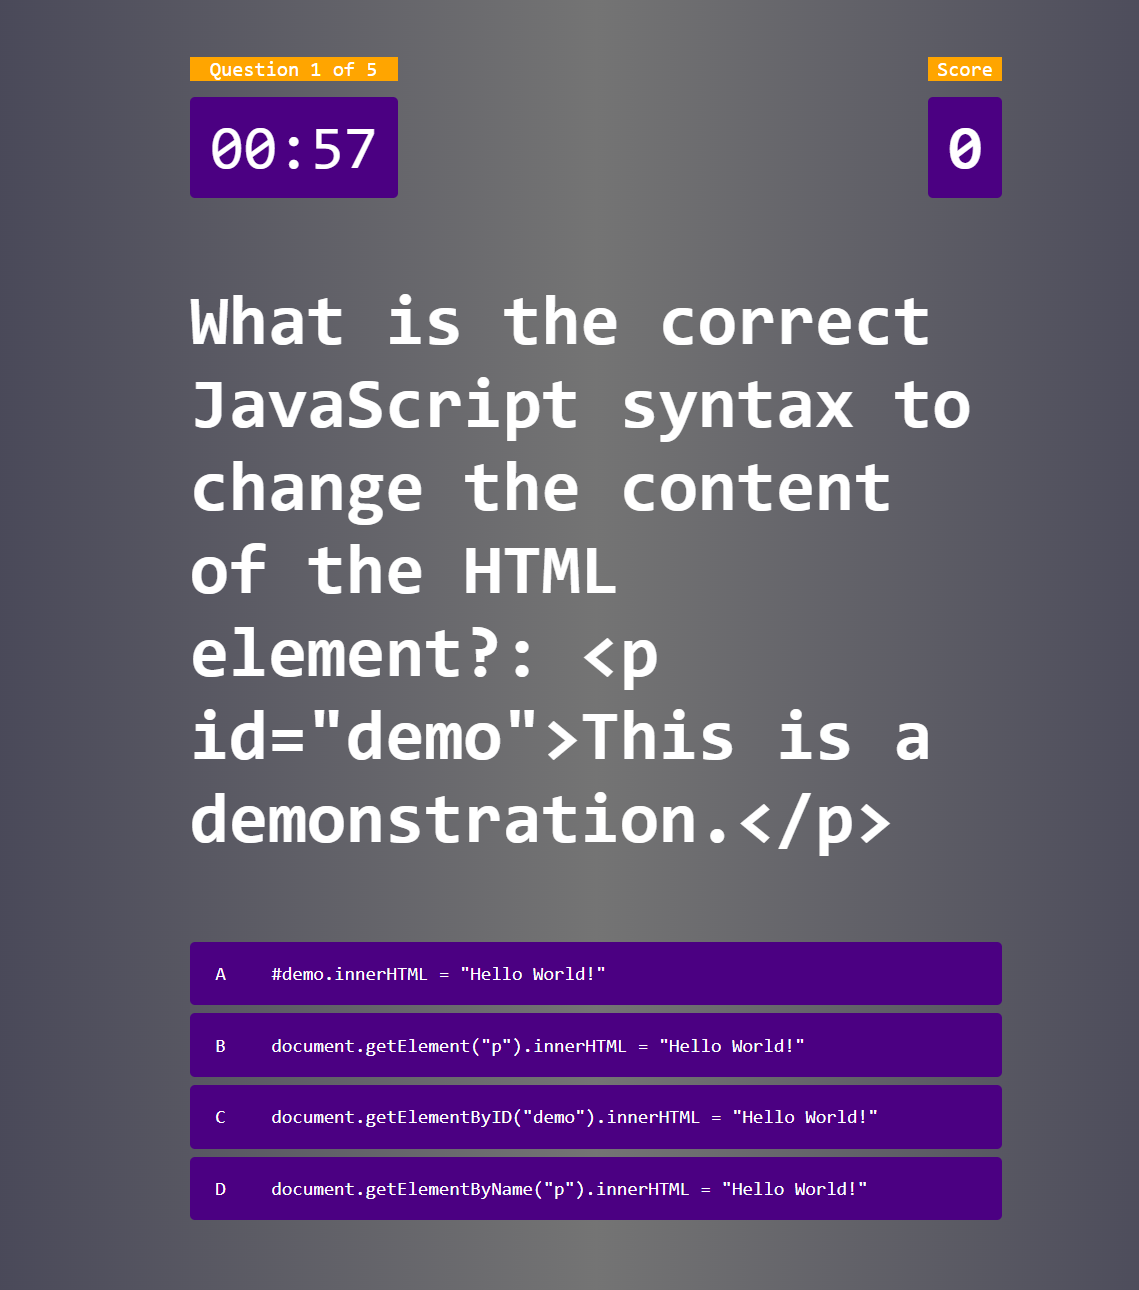 Question 1 of 5
Score
00:57
0
What is the correct
JavaScript syntax to
change the content
of the HTML
element?: <p
id="demo">This is a
demonstration.</p>
A #demo.innerHTML = "Hello World!"
B document.getElement("p").innerHTML = "Hello World!"
C document.getElementByID("demo").innerHTML = "Hello World!"
D document.getElementByName("p").innerHTML = "Hello World!"